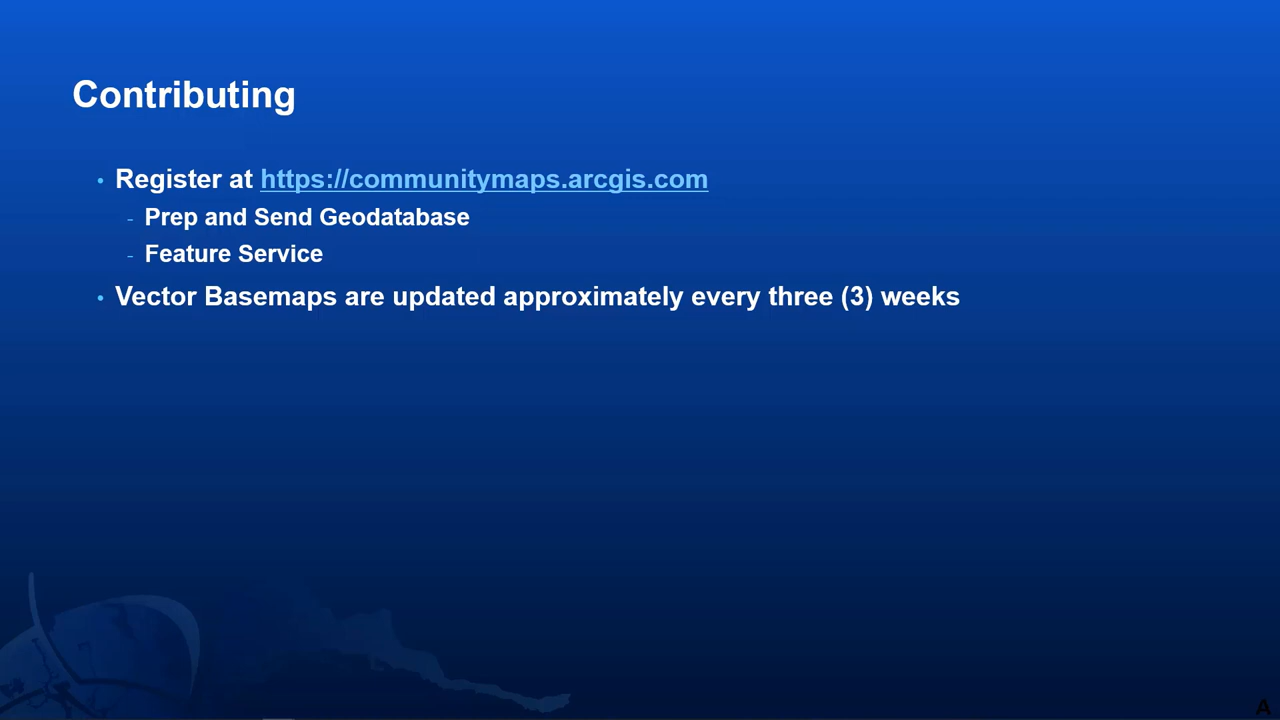 Contributing
• Register at https://communitymaps.arcgis.com
- Prep and Send Geodatabase
- Feature Service
• Vector Basemaps are updated approximately every three (3) weeks
A